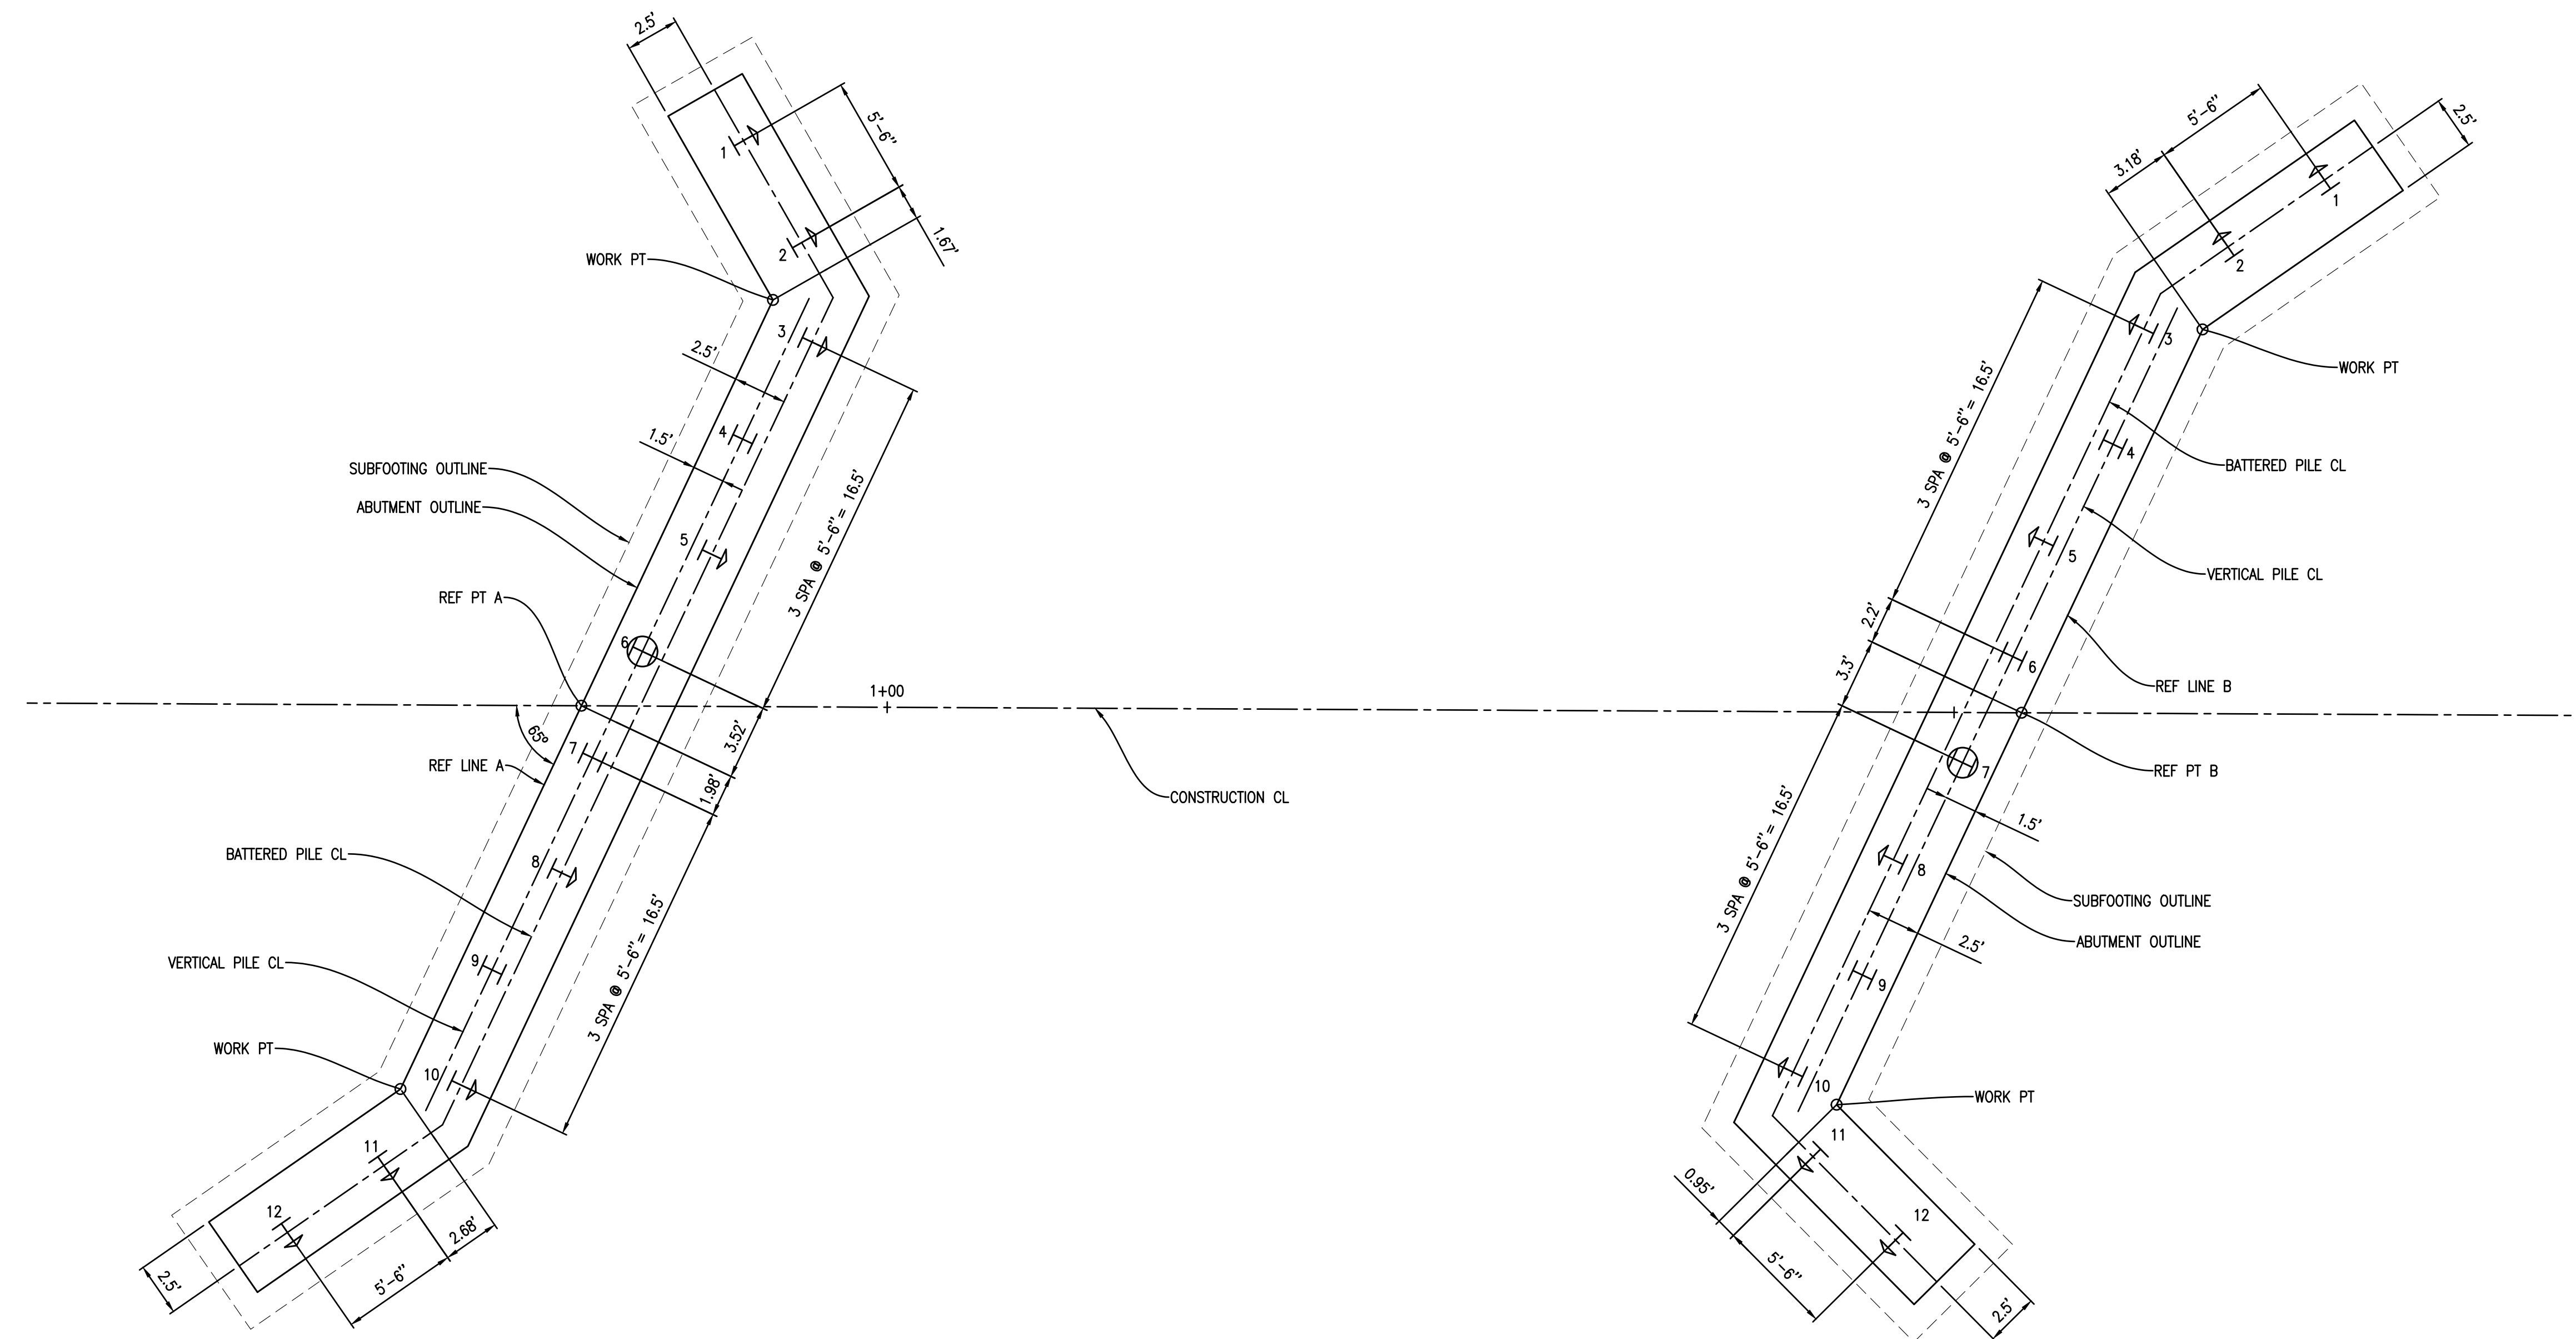 2.5'
1
5'-6"
2
1.67'
WORK PT
3
2.5'
4
1.5'
SUBFOOTING OUTLINE
ABUTMENT OUTLINE
5
3 SPA @ 5'-6" = 16.5'
REF PT A
6
1+00
65º
7
3.52'
REF LINE A
1.98'
CONSTRUCTION CL
BATTERED PILE CL
8
VERTICAL PILE CL
9
3 SPA @ 5'-6" = 16.5'
WORK PT
10
11
12
2.68'
5'-6"
2.5'
5'-6"
2.5'
3.18'
1
2
3
WORK PT
4
BATTERED PILE CL
3 SPA @ 5'-6" = 16.5'
5
VERTICAL PILE CL
2.2'
6
REF LINE B
3.3'
7
REF PT B
1.5'
8
SUBFOOTING OUTLINE
3 SPA @ 5'-6" = 16.5'
2.5'
ABUTMENT OUTLINE
9
10
WORK PT
11
0.95'
12
5'-6"
2.5'